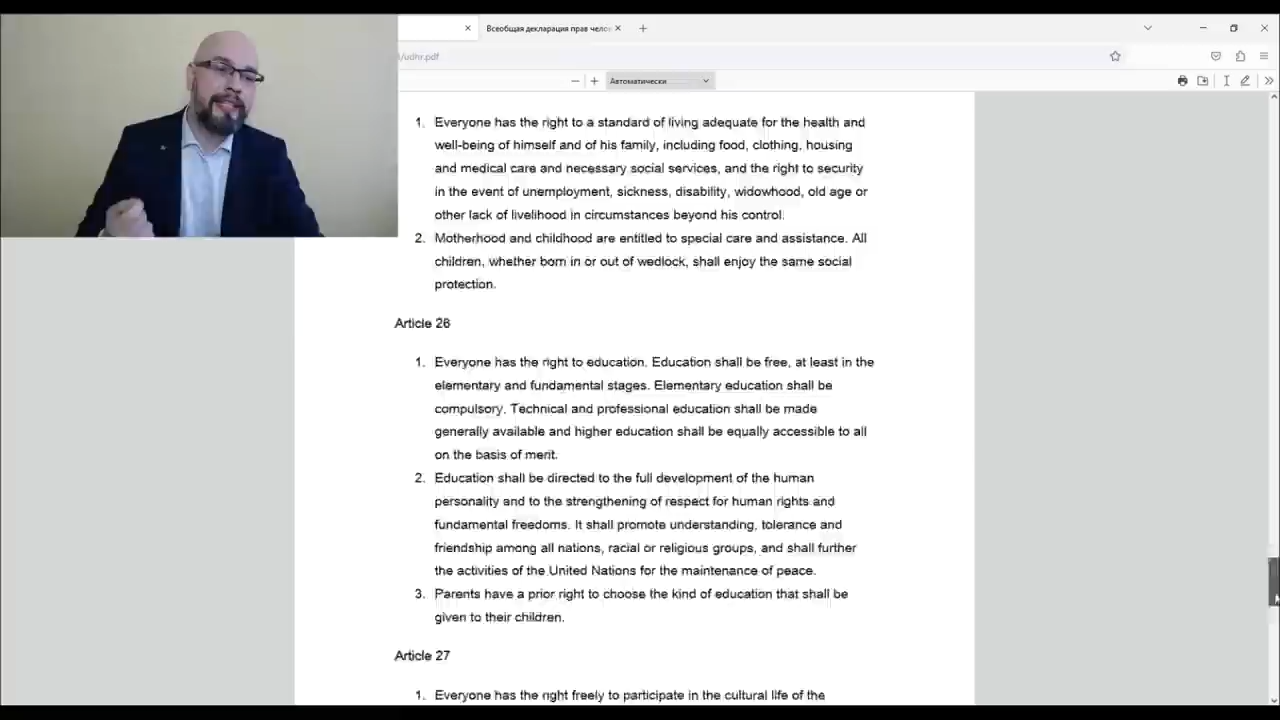 Всеобщая декларация прав чело
/udhr.pdf
Автоматически
1. Everyone has the right to a standard of living adequate for the health and
well-being of himself and of his family, including food, clothing, housing
and medical care and necessary social services, and the right to security
in the event of unemployment, sickness, disability, widowhood, old age or
other lack of livelihood in circumstances beyond his control.
2. Motherhood and childhood are entitled to special care and assistance. All
children, whether born in or out of wedlock, shall enjoy the same social
protection.
Article 26
1. Everyone has the right to education. Education shall be free, at least in the
elementary and fundamental stages. Elementary education shall be
compulsory. Technical and professional education shall be made
generally available and higher education shall be equally accessible to all
on the basis of merit.
2. Education shall be directed to the full development of the human
personality and to the strengthening of respect for human rights and
fundamental freedoms. It shall promote understanding, tolerance and
friendship among all nations, racial or religious groups, and shall further
the activities of the United Nations for the maintenance of peace.
3. Parents have a prior right to choose the kind of education that shall be
given to their children.
Article 27
1. Everyone has the right freely to participate in the cultural life of the